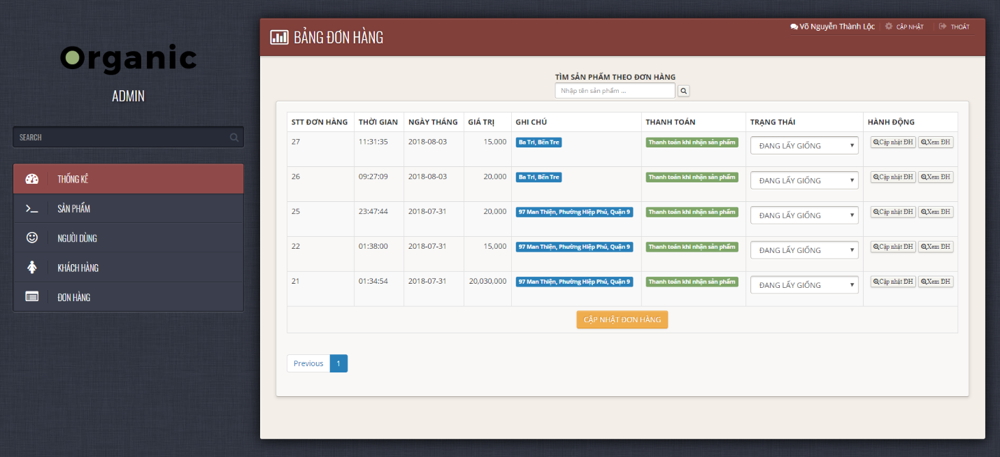 Organic
ADMIN
SEARCH
THỐNG KÊ
SẢN PHẨM
NGƯỜI DÙNG
KHÁCH HÀNG
ĐƠN HÀNG
BẢNG ĐƠN HÀNG
Võ Nguyễn Thành Lộc CẬP NHẬT THOÁT
TÌM SẢN PHẨM THEO ĐƠN HÀNG
Nhập tên sản phẩm ...
STT ĐƠN HÀNG THỜI GIAN NGÀY THÁNG GIÁ TRỊ GHI CHÚ THANH TOÁN TRẠNG THÁI HÀNH ĐỘNG
27 11:31:35 2018-08-03 15,000 Ba Tri, Bến Tre Thanh toán khi nhận sản phẩm ĐANG LẤY GIỐNG Cập nhật ĐH Xem ĐH
26 09:27:09 2018-08-03 20,000 Ba Tri, Bến Tre Thanh toán khi nhận sản phẩm ĐANG LẤY GIỐNG Cập nhật ĐH Xem ĐH
25 23:47:44 2018-07-31 20,000 97 Man Thiện, Phường Hiệp Phú, Quận 9 Thanh toán khi nhận sản phẩm ĐANG LẤY GIỐNG Cập nhật ĐH Xem ĐH
22 01:38:00 2018-07-31 15,000 97 Man Thiện, Phường Hiệp Phú, Quận 9 Thanh toán khi nhận sản phẩm ĐANG LẤY GIỐNG Cập nhật ĐH Xem ĐH
21 01:34:54 2018-07-31 20,030,000 97 Man Thiện, Phường Hiệp Phú, Quận 9 Thanh toán khi nhận sản phẩm ĐANG LẤY GIỐNG Cập nhật ĐH Xem ĐH
CẬP NHẬT ĐƠN HÀNG
Previous 1